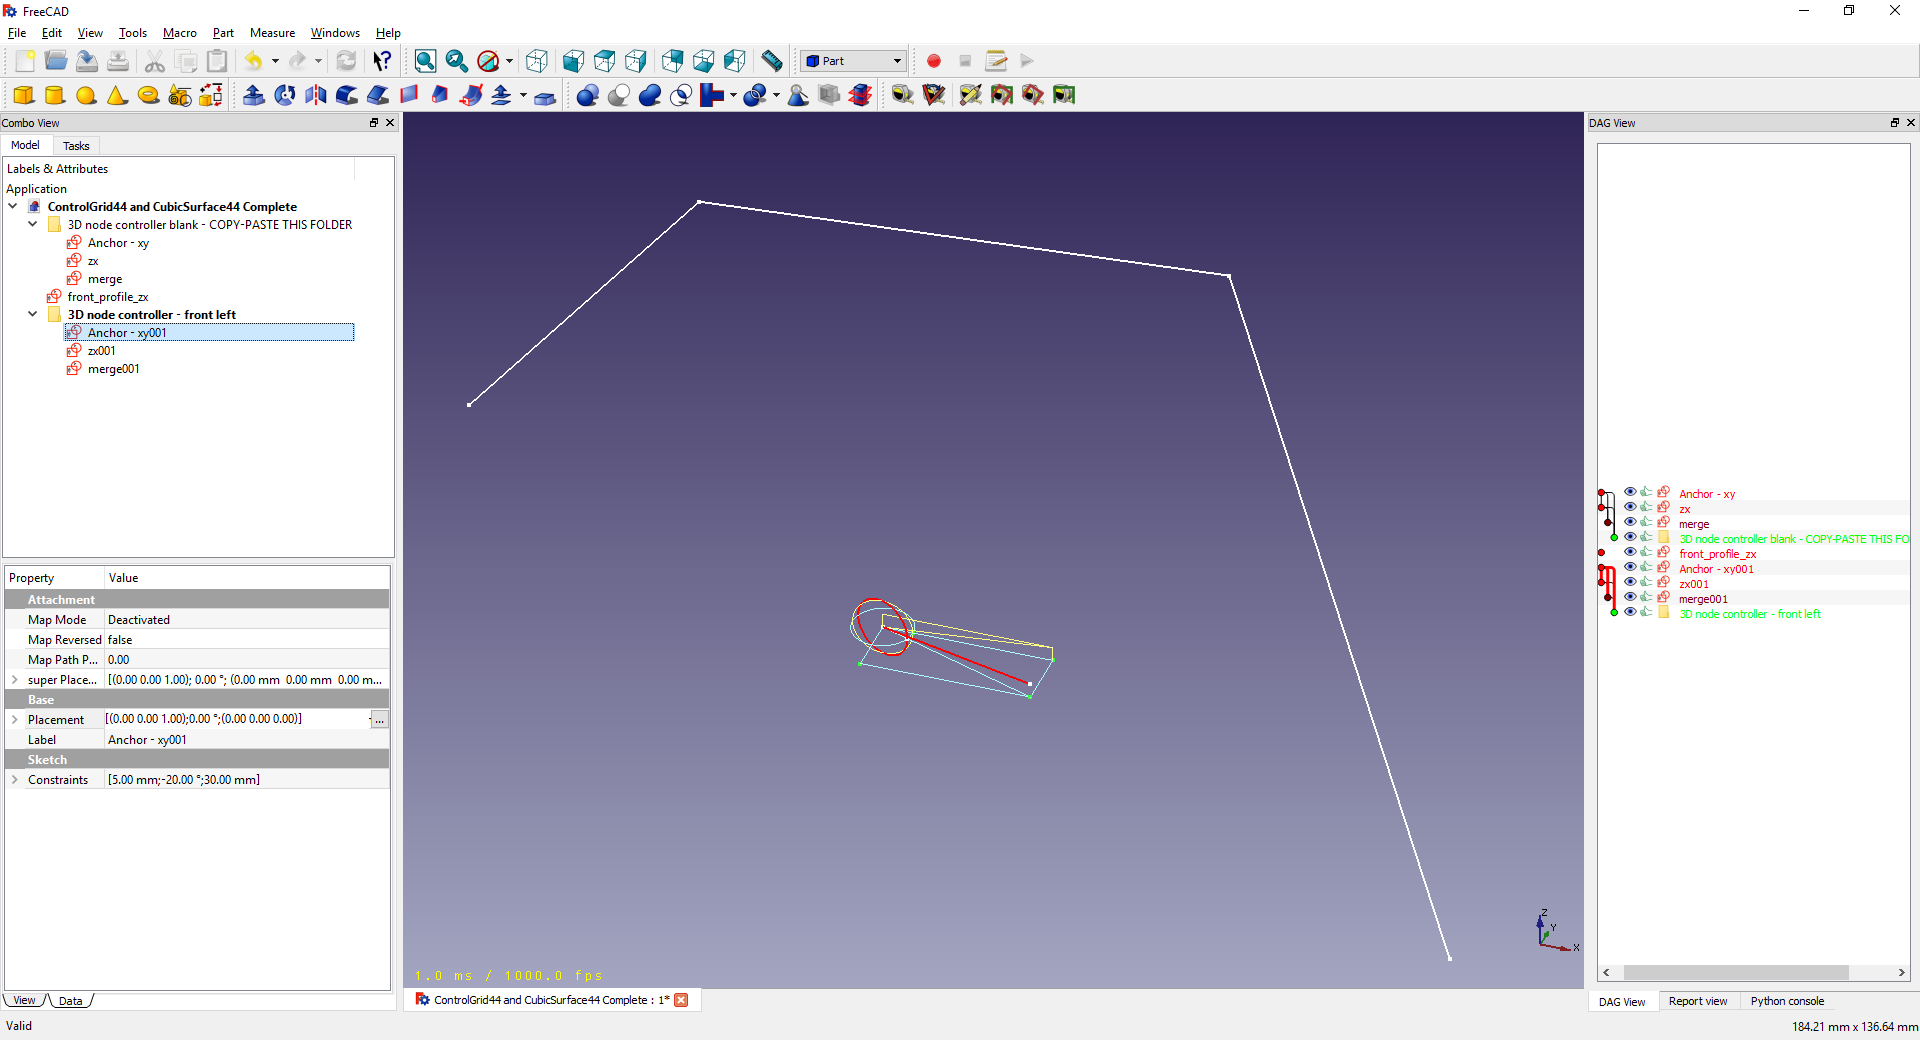 FreeCAD
File Edit View Tools Macro Part Measure Windows Help
Part
Combo View
Model Tasks
Labels & Attributes
Application
ControlGrid44 and CubicSurface44 Complete
3D node controller blank - COPY-PASTE THIS FOLDER
Anchor - xy
zx
merge
front_profile_zx
3D node controller - front left
Anchor - xy001
zx001
merge001
Property Value
Attachment
Map Mode Deactivated
Map Reversed false
Map Path P... 0.00
super Place... [(0.00 0.00 1.00); 0.00 °; (0.00 mm 0.00 mm 0.00 m...
Base
Placement [(0.00 0.00 1.00);0.00 °;(0.00 0.00 0.00)] ...
Label Anchor - xy001
Sketch
Constraints [5.00 mm;-20.00 °;30.00 mm]
View Data
Valid
1.0 ms / 1000.0 fps
Z
Y
X
ControlGrid44 and CubicSurface44 Complete : 1*
DAG View
Anchor - xy
zx
merge
3D node controller blank - COPY-PASTE THIS FO
front_profile_zx
Anchor - xy001
zx001
merge001
3D node controller - front left
DAG View Report view Python console
184.21 mm x 136.64 mm